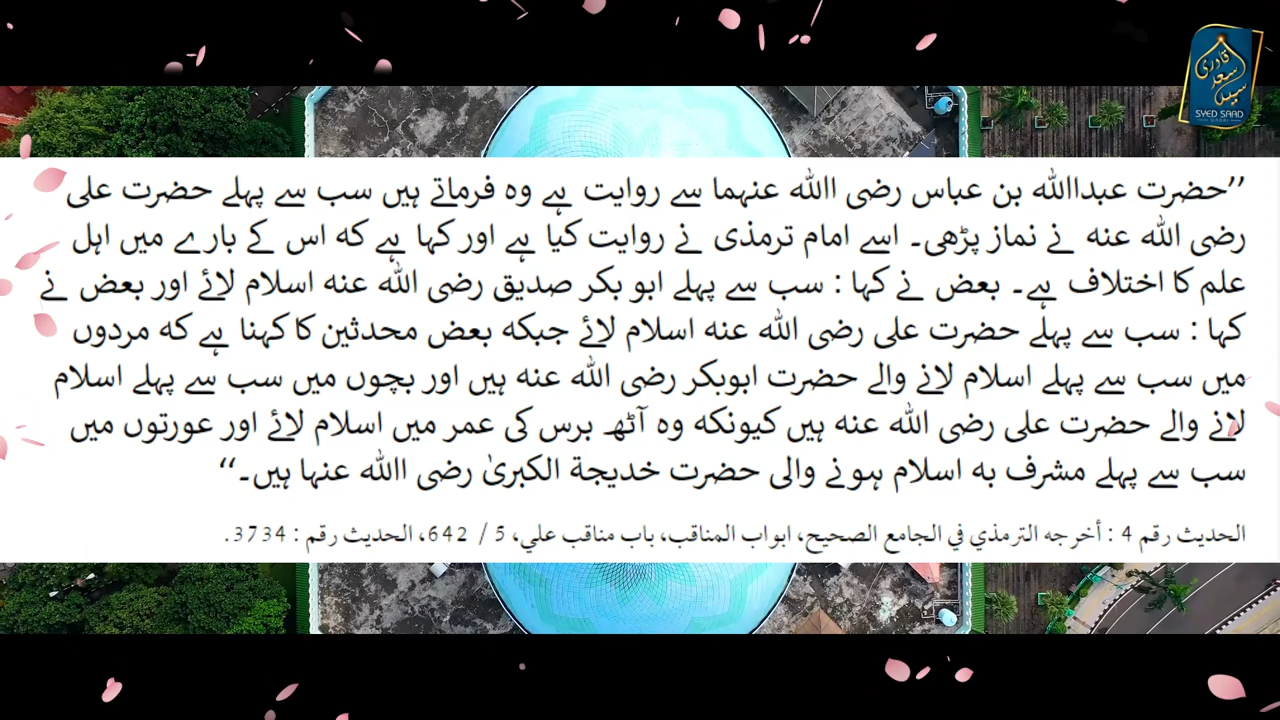 ’’حضرت عبداﷲ بن عباس رضی اﷲ عنہما سے روایت ہے وہ فرماتے ہیں سب سے پہلے حضرت علی
رضی اللہ عنہ نے نماز پڑھی۔ اسے امام ترمذی نے روایت کیا ہے اور کہا ہے کہ اس کے بارے میں اہل
علم کا اختلاف ہے۔ بعض نے کہا : سب سے پہلے ابو بکر صدیق رضی اللہ عنہ اسلام لائے اور بعض نے
کہا : سب سے پہلے حضرت علی رضی اللہ عنہ اسلام لائے جبکہ بعض محدثین کا کہنا ہے کہ مردوں
میں سب سے پہلے اسلام لانے والے حضرت ابوبکر رضی اللہ عنہ ہیں اور بچوں میں سب سے پہلے اسلام
لانے والے حضرت علی رضی اللہ عنہ ہیں کیونکہ وہ آٹھ برس کی عمر میں اسلام لائے اور عورتوں میں
سب سے پہلے مشرف بہ اسلام ہونے والی حضرت خدیجۃ الکبریٰ رضی اﷲ عنہا ہیں۔‘‘
الحديث رقم 4 : أخرجه الترمذي في الجامع الصحيح، ابواب المناقب، باب مناقب علي، 5 / 642، الحديث رقم : 3734.
قادری
سعد
سید
SYED SAAD
QADRI